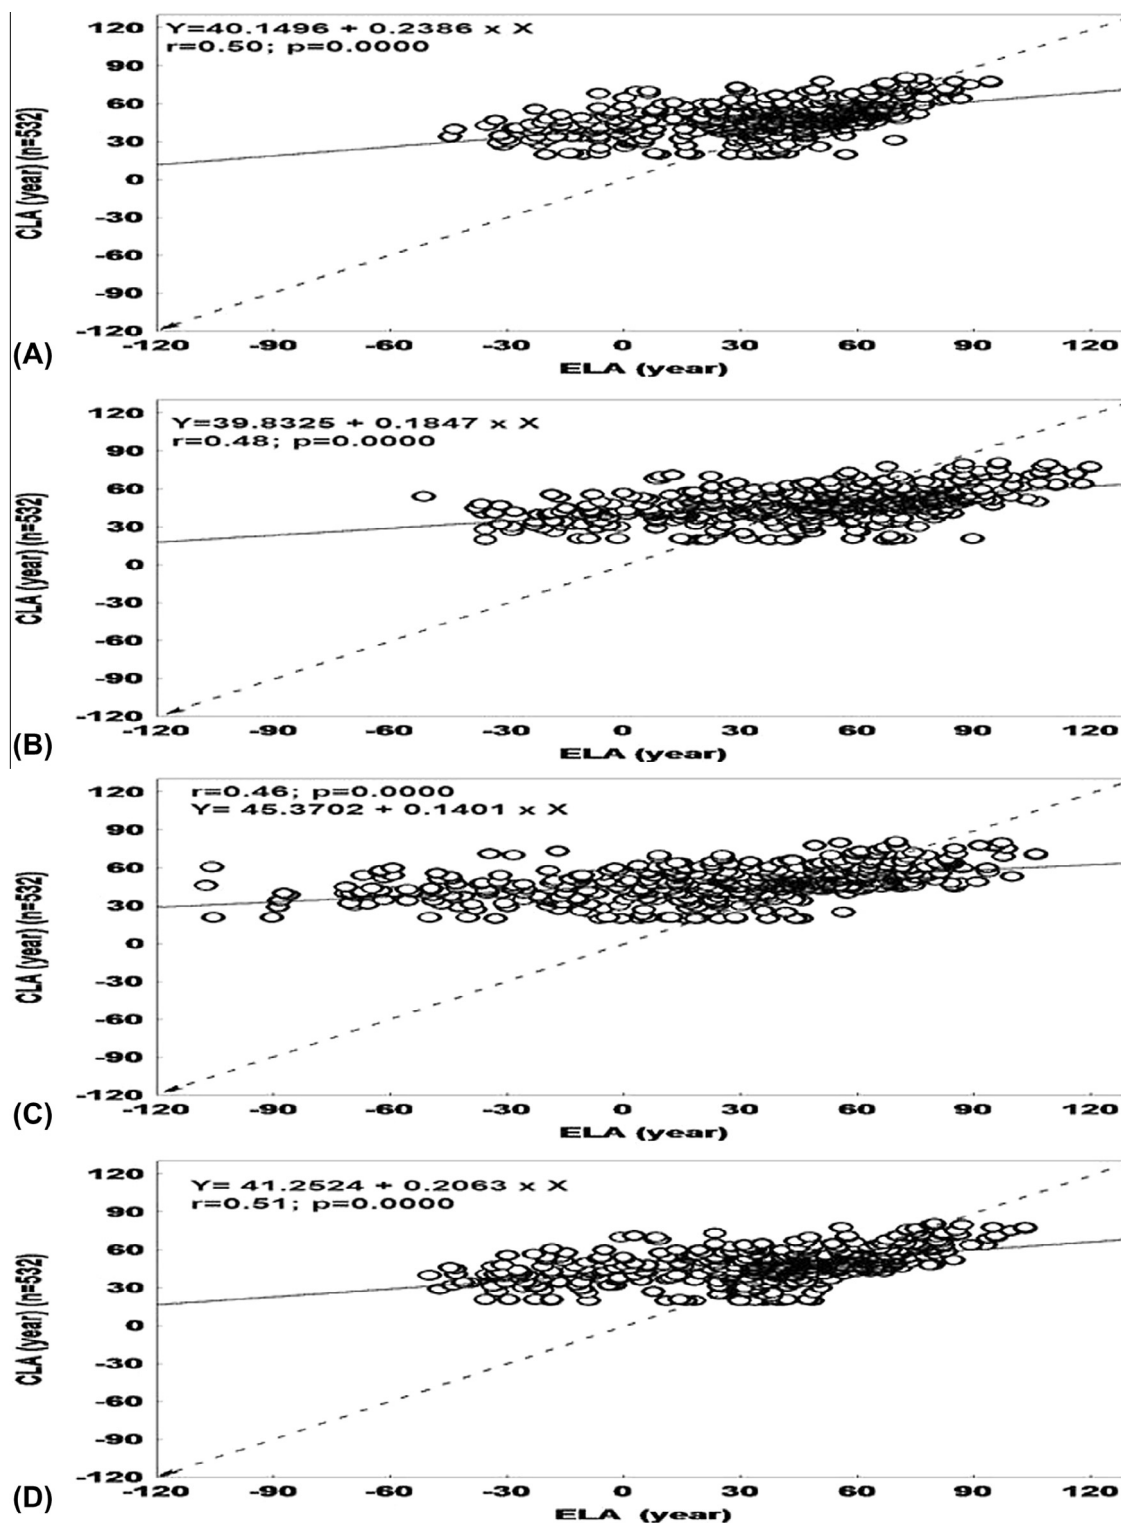 120
Y=40.1496 + 0.2386 x X
r=0.50; p=0.0000
90
60
30
0
-30
-60
-90
-120
CLA (year) (n=532)
-120 -90 -60 -30 0 30 60 90 120
(A)
ELA (year)
120
Y=39.8325 + 0.1847 x X
r=0.48; p=0.0000
90
60
30
0
-30
-60
-90
-120
CLA (year) (n=532)
-120 -90 -60 -30 0 30 60 90 120
(B)
ELA (year)
120
r=0.46; p=0.0000
Y= 45.3702 + 0.1401 x X
90
60
30
0
-30
-60
-90
-120
CLA (year) (n=532)
-120 -90 -60 -30 0 30 60 90 120
(C)
ELA (year)
120
Y= 41.2524 + 0.2063 x X
r=0.51; p=0.0000
90
60
30
0
-30
-60
-90
-120
CLA (year) (n=532)
-120 -90 -60 -30 0 30 60 90 120
(D)
ELA (year)